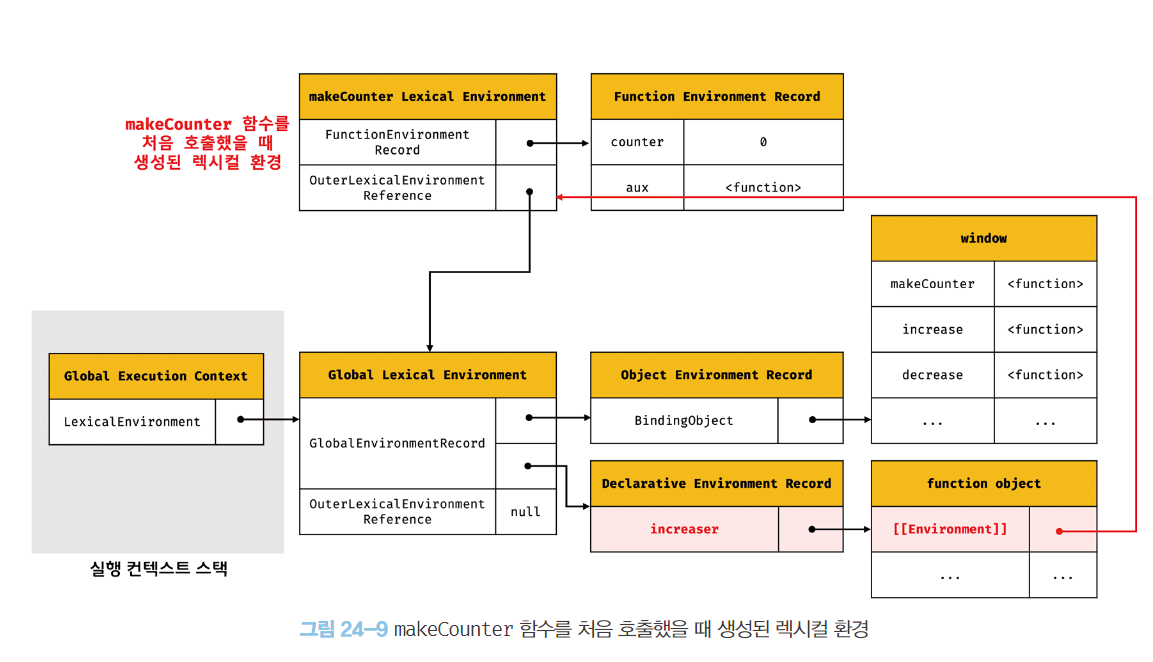 makeCounter 함수를
처음 호출했을 때
생성된 렉시컬 환경
makeCounter Lexical Environment
FunctionEnvironment
Record
OuterLexicalEnvironment
Reference
Function Environment Record
counter
0
aux
<function>
window
makeCounter
<function>
increase
<function>
decrease
<function>
...
...
Global Execution Context
LexicalEnvironment
실행 컨텍스트 스택
Global Lexical Environment
GlobalEnvironmentRecord
OuterLexicalEnvironment
Reference
null
Object Environment Record
BindingObject
Declarative Environment Record
increaser
function object
[[Environment]]
...
...
그림 24-9 makeCounter 함수를 처음 호출했을 때 생성된 렉시컬 환경